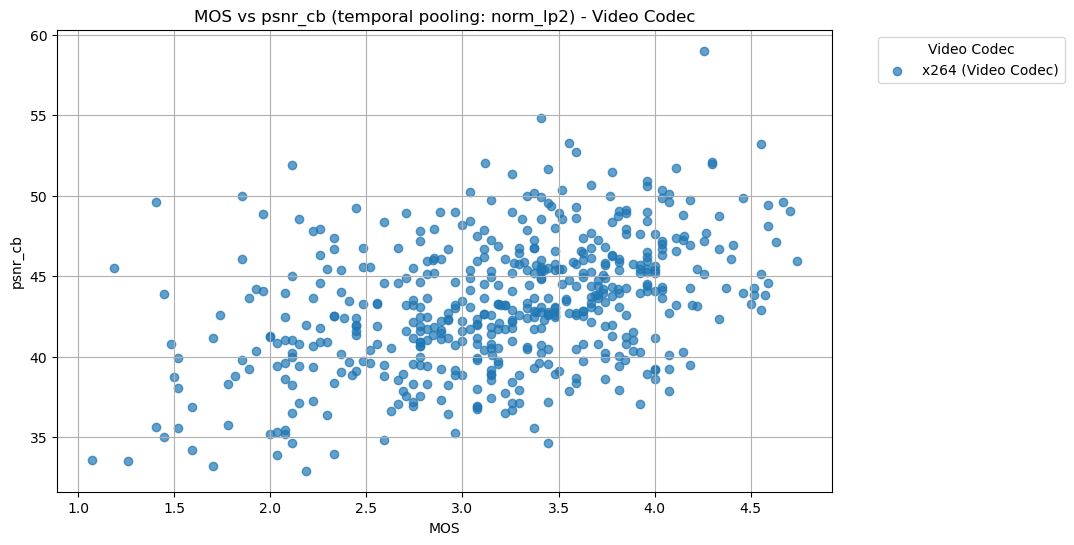 MOS vs psnr_cb (temporal pooling: norm_lp2) - Video Codec
60
55
50
45
40
35
psnr_cb
1.0 1.5 2.0 2.5 3.0 3.5 4.0 4.5
MOS
Video Codec
x264 (Video Codec)